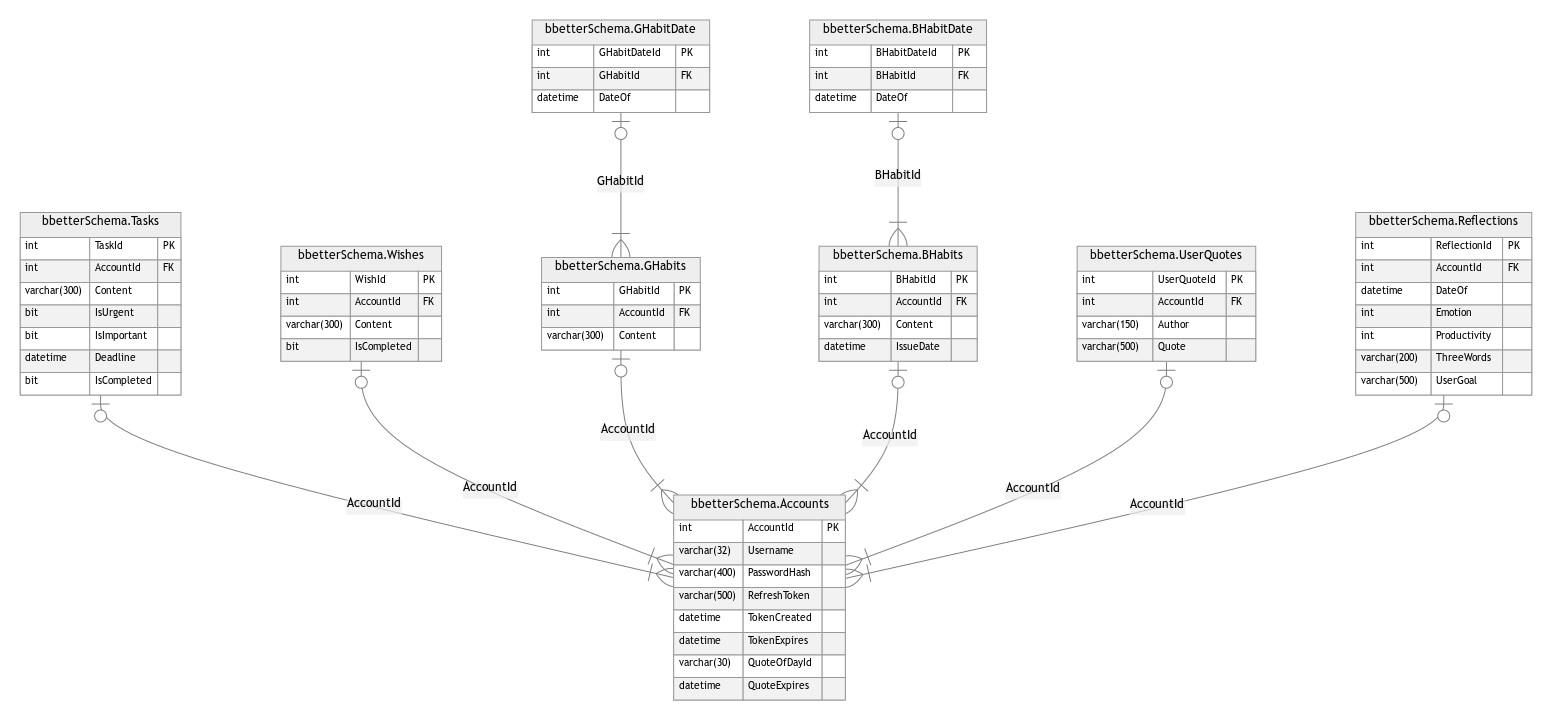 bbetterSchema.GHabitDate
int GHabitDateId PK
int GHabitId FK
datetime DateOf
bbetterSchema.BHabitDate
int BHabitDateId PK
int BHabitId FK
datetime DateOf
GHabitId
BHabitId
bbetterSchema.Tasks
int TaskId PK
int AccountId FK
varchar(300) Content
bit IsUrgent
bit IsImportant
datetime Deadline
bit IsCompleted
bbetterSchema.Wishes
int WishId PK
int AccountId FK
varchar(300) Content
bit IsCompleted
bbetterSchema.GHabits
int GHabitId PK
int AccountId FK
varchar(300) Content
bbetterSchema.BHabits
int BHabitId PK
int AccountId FK
varchar(300) Content
datetime IssueDate
bbetterSchema.UserQuotes
int UserQuoteId PK
int AccountId FK
varchar(150) Author
varchar(500) Quote
bbetterSchema.Reflections
int ReflectionId PK
int AccountId FK
datetime DateOf
int Emotion
int Productivity
varchar(200) ThreeWords
varchar(500) UserGoal
AccountId
AccountId
AccountId
AccountId
AccountId
AccountId
bbetterSchema.Accounts
int AccountId PK
varchar(32) Username
varchar(400) PasswordHash
varchar(500) RefreshToken
datetime TokenCreated
datetime TokenExpires
varchar(30) QuoteOfDayId
datetime QuoteExpires